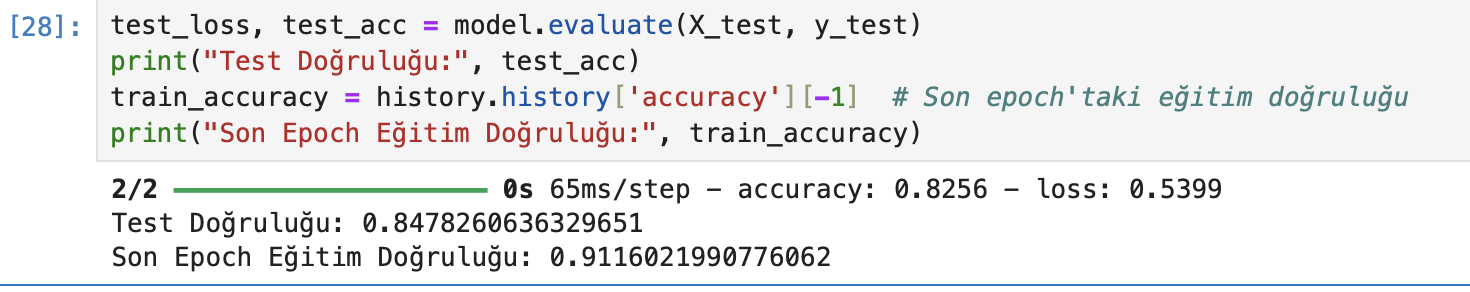 [28]: test_loss, test_acc = model.evaluate(X_test, y_test)
print("Test Doğruluğu:", test_acc)
train_accuracy = history.history['accuracy'][-1]  # Son epoch'taki eğitim doğruluğu
print("Son Epoch Eğitim Doğruluğu:", train_accuracy)
2/2 ━━━━━━━━━━━━━━━━━━━━ 0s 65ms/step - accuracy: 0.8256 - loss: 0.5399
Test Doğruluğu: 0.8478260636329651
Son Epoch Eğitim Doğruluğu: 0.9116021990776062